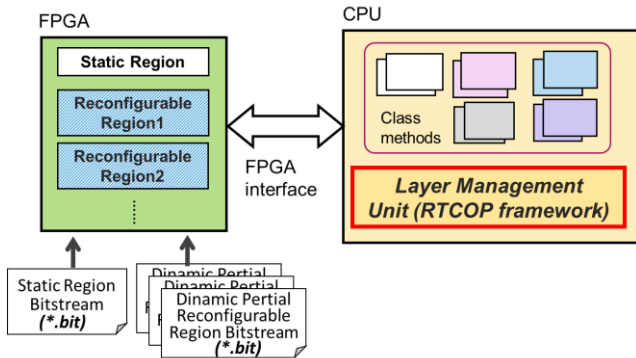 FPGA
Static Region
Reconfigurable
Region1
Reconfigurable
Region2
......
FPGA
interface
CPU
Class
methods
Layer Management
Unit (RTCOP framework)
Static Region
Bitstream
(*.bit)
Dinamic Pertial
Dinamic Pertial
Dinamic Pertial
Reconfigurable
Region Bitstream
(*.bit)